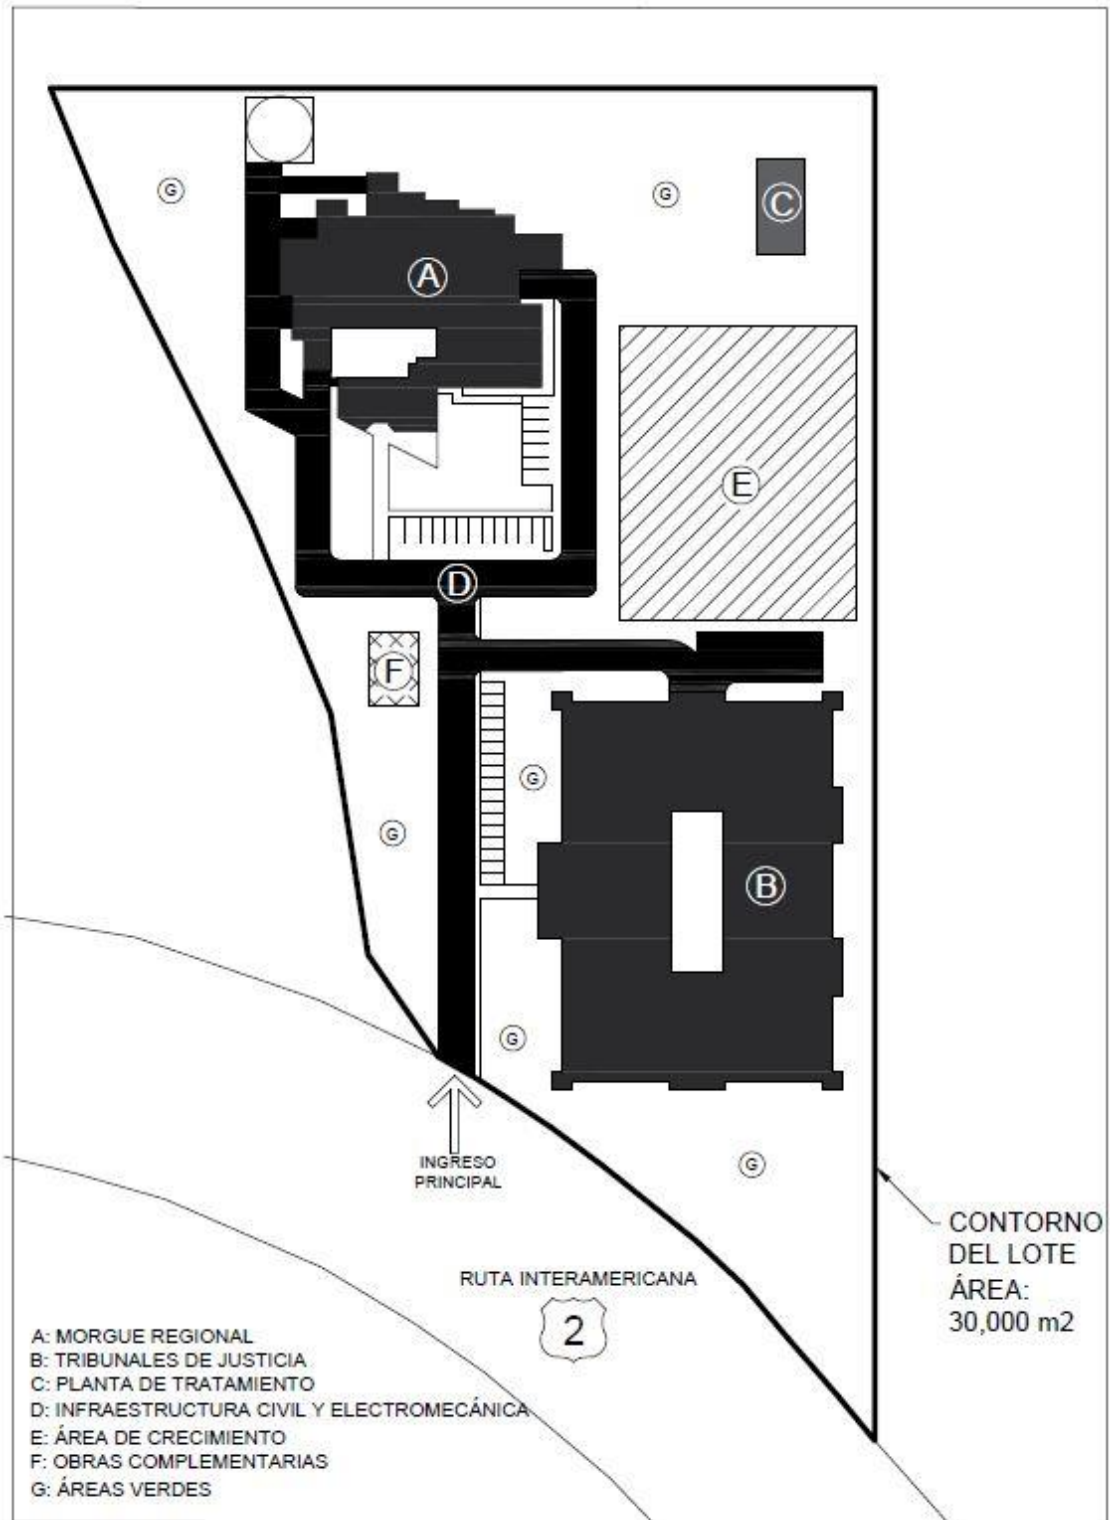 G
G
C
A
E
D
F
G
G
B
G
INGRESO
PRINCIPAL
G
CONTORNO
DEL LOTE
ÁREA:
30,000 m2
RUTA INTERAMERICANA
2
A: MORGUE REGIONAL
B: TRIBUNALES DE JUSTICIA
C: PLANTA DE TRATAMIENTO
D: INFRAESTRUCTURA CIVIL Y ELECTROMECÁNICA
E: ÁREA DE CRECIMIENTO
F: OBRAS COMPLEMENTARIAS
G: ÁREAS VERDES